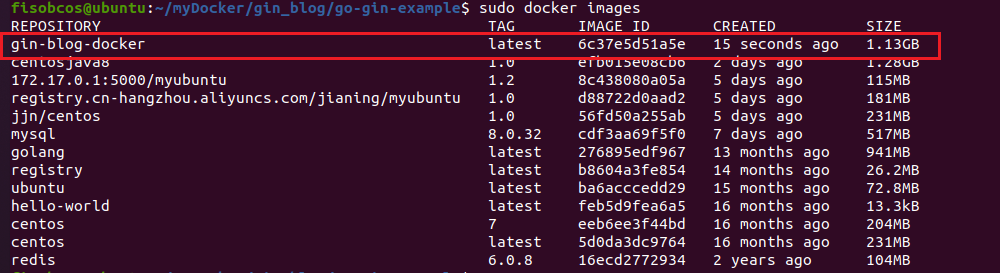 fisobcos@ubuntu:~/myDocker/gin_blog/go-gin-example$ sudo docker images
REPOSITORY TAG IMAGE ID CREATED SIZE
gin-blog-docker latest 6c37e5d51a5e 15 seconds ago 1.13GB
centosjava8 1.0 efb015e08cb6 2 days ago 1.28GB
172.17.0.1:5000/myubuntu 1.2 8c438080a05a 5 days ago 115MB
registry.cn-hangzhou.aliyuncs.com/jianing/myubuntu 1.0 d88722d0aad2 5 days ago 181MB
jjn/centos 1.0 56fd50a255ab 5 days ago 231MB
mysql 8.0.32 cdf3aa69f5f0 7 days ago 517MB
golang latest 276895edf967 13 months ago 941MB
registry latest b8604a3fe854 14 months ago 26.2MB
ubuntu latest ba6acccedd29 15 months ago 72.8MB
hello-world latest feb5d9fea6a5 16 months ago 13.3kB
centos 7 eeb6ee3f44bd 16 months ago 204MB
centos latest 5d0da3dc9764 16 months ago 231MB
redis 6.0.8 16ecd2772934 2 years ago 104MB